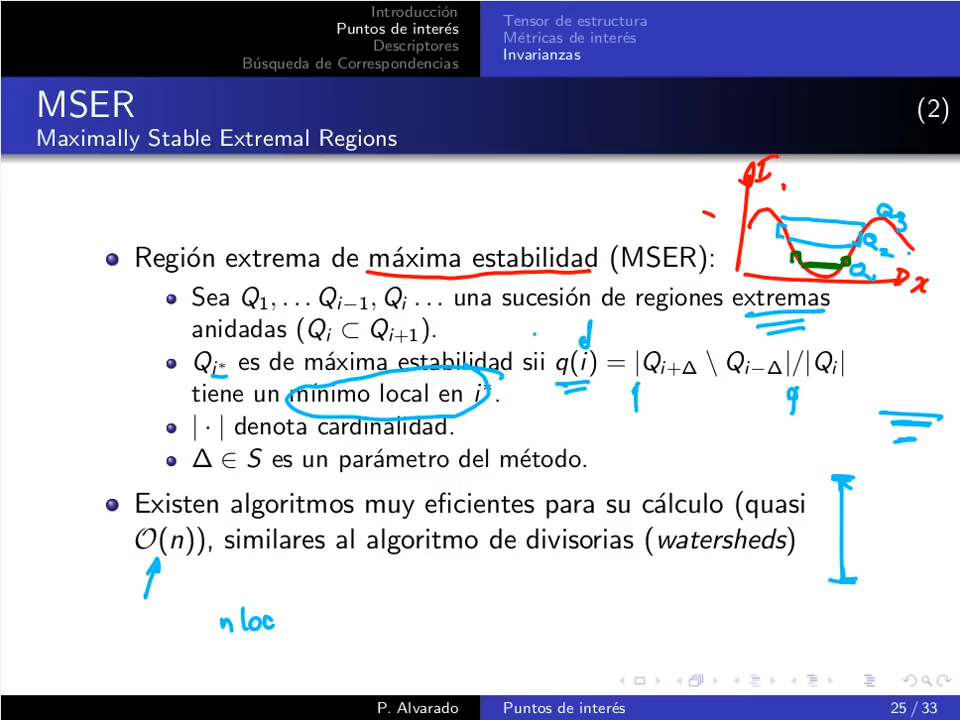 Introducción
Puntos de interés
Descriptores
Búsqueda de Correspondencias
Tensor de estructura
Métricas de interés
Invarianzas
MSER
(2)
Maximally Stable Extremal Regions
I
Q3
Q2
Q1
x
Región extrema de máxima estabilidad (MSER):
Sea Q₁, . . . Qᵢ₋₁, Qᵢ . . . una sucesión de regiones extremas
anidadas (Qᵢ ⊂ Qᵢ₊₁).
Qᵢ* es de máxima estabilidad sii q(i) = |Qᵢ₊Δ \ Qᵢ₋Δ|/|Qᵢ|
tiene un mínimo local en i*.
| · | denota cardinalidad.
Δ ∈ S es un parámetro del método.
Existen algoritmos muy eficientes para su cálculo (quasi
O(n)), similares al algoritmo de divisorias (watersheds)
n loc
P. Alvarado
Puntos de interés
25 / 33